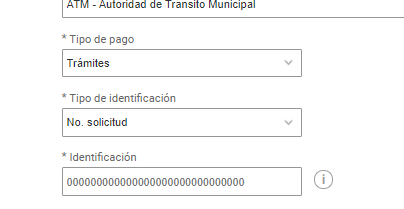 ATM - Autoridad de Transito Municipal
* Tipo de pago
Trámites
* Tipo de identificación
No. solicitud
* Identificación
000000000000000000000000000000